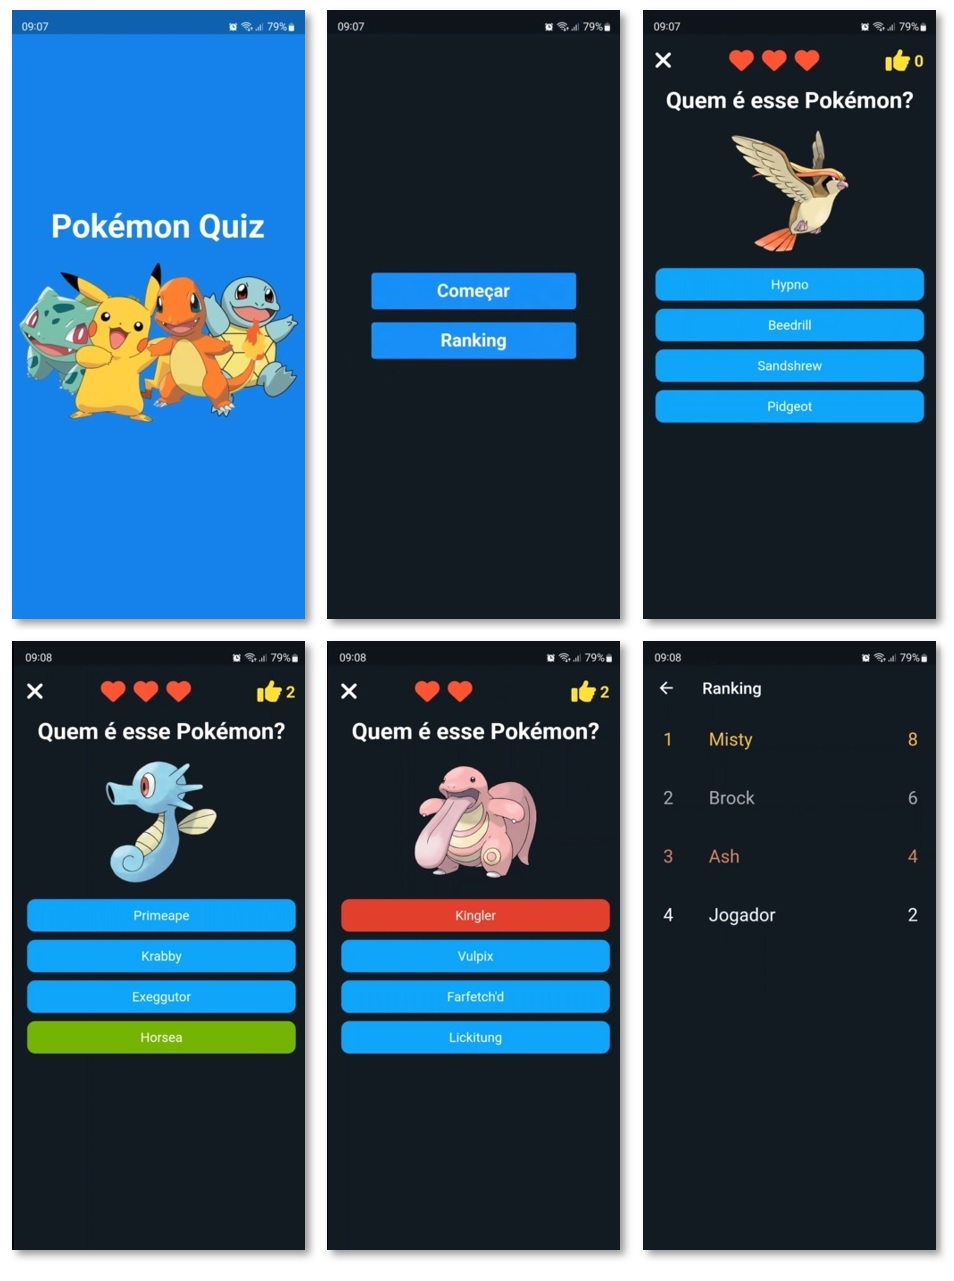 09:07
79%
Pokémon Quiz
09:07
79%
Começar
Ranking
09:07
79%
0
Quem é esse Pokémon?
Hypno
Beedrill
Sandshrew
Pidgeot
09:08
79%
2
Quem é esse Pokémon?
Primeape
Krabby
Exeggutor
Horsea
09:08
79%
2
Quem é esse Pokémon?
Kingler
Vulpix
Farfetch'd
Lickitung
09:08
79%
Ranking
1 Misty 8
2 Brock 6
3 Ash 4
4 Jogador 2